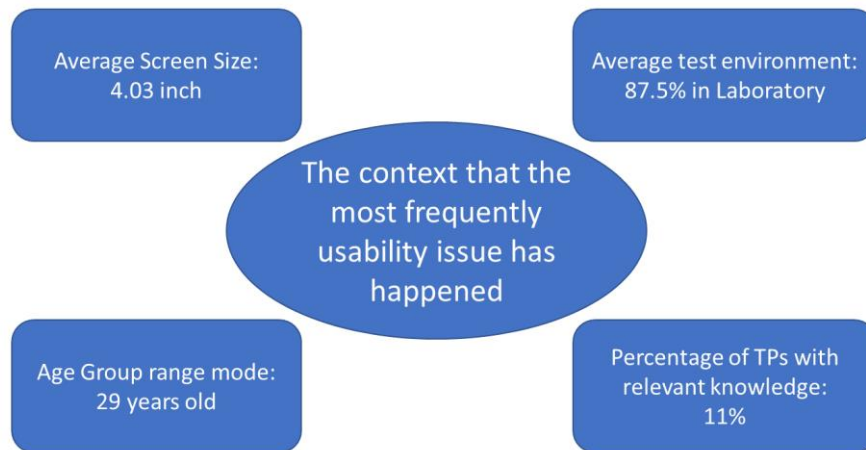 Average Screen Size:
4.03 inch
Average test environment:
87.5% in Laboratory
The context that the
most frequently
usability issue has
happened
Age Group range mode:
29 years old
Percentage of TPs with
relevant knowledge:
11%